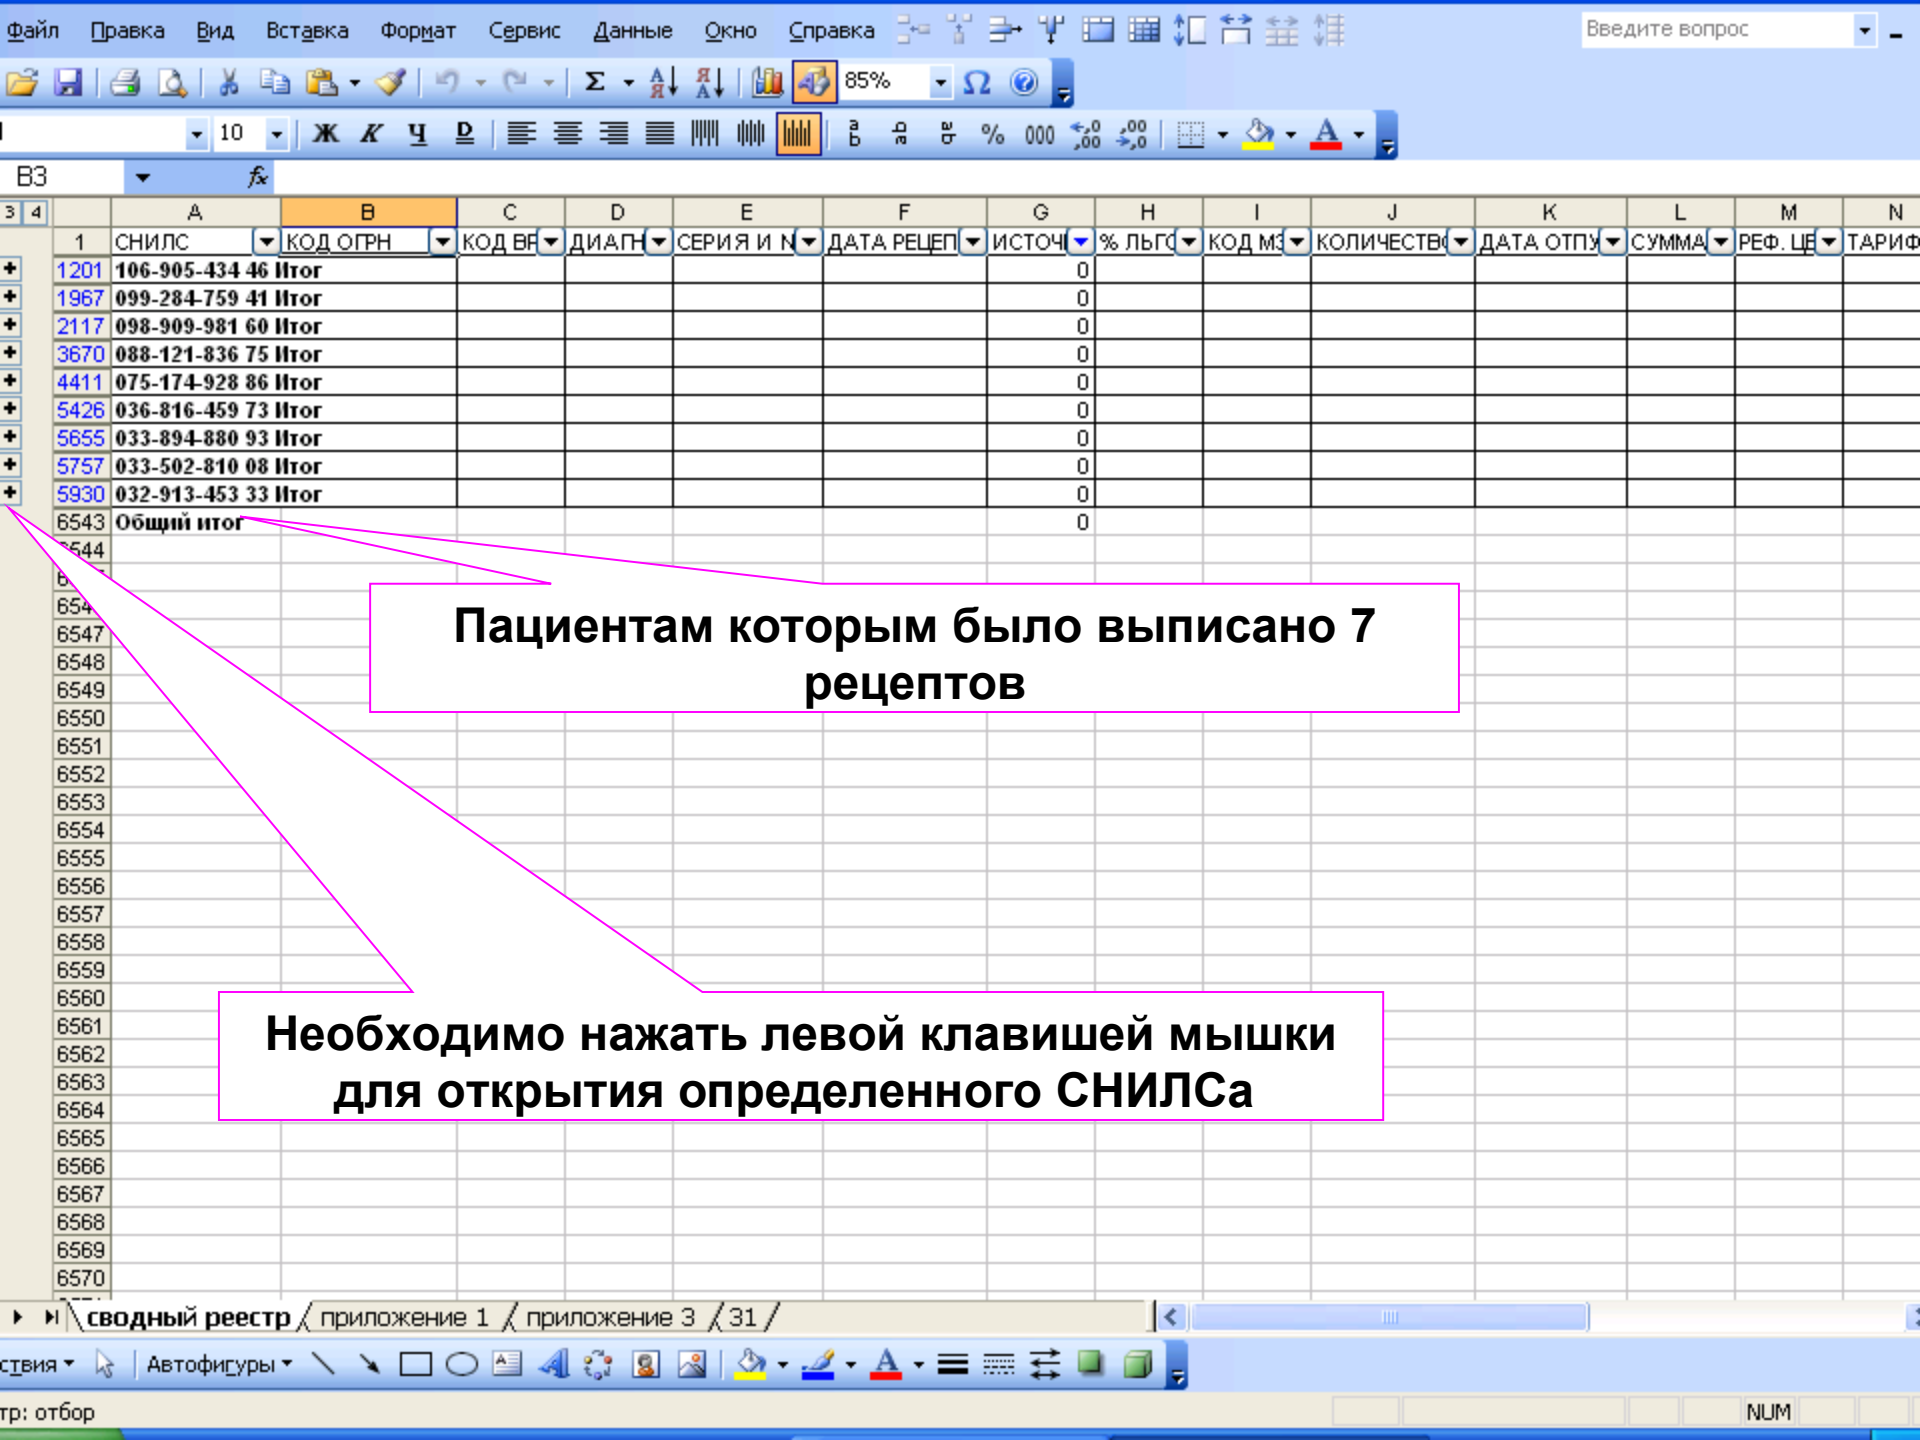 Файл Правка Вид Вставка Формат Сервис Данные Окно Справка Введите вопрос
85%
10 Ж К Ч % 000
B3 fx
3 4 A B C D E F G H I J K L M N
1 СНИЛС КОД ОГРН КОД ВР ДИАГН СЕРИЯ И N ДАТА РЕЦЕП ИСТОЧ % ЛЬГО КОД МЗ КОЛИЧЕСТВО ДАТА ОТПУ СУММА РЕФ. ЦЕ ТАРИФ
1201 106-905-434 46 Итог 0
1967 099-284-759 41 Итог 0
2117 098-909-981 60 Итог 0
3670 088-121-836 75 Итог 0
4411 075-174-928 86 Итог 0
5426 036-816-459 73 Итог 0
5655 033-894-880 93 Итог 0
5757 033-502-810 08 Итог 0
5930 032-913-453 33 Итог 0
6543 Общий итог 0
Пациентам которым было выписано 7
рецептов
6547
6548
6549
6550
6551
6552
6553
6554
6555
6556
6557
6558
6559
6560
6561
6562
6563
6564
6565
6566
6567
6568
6569
6570
Необходимо нажать левой клавишей мышки
для открытия определенного СНИЛСа
сводный реестр приложение 1 приложение 3 31
ствия Автофигуры
тр: отбор NUM